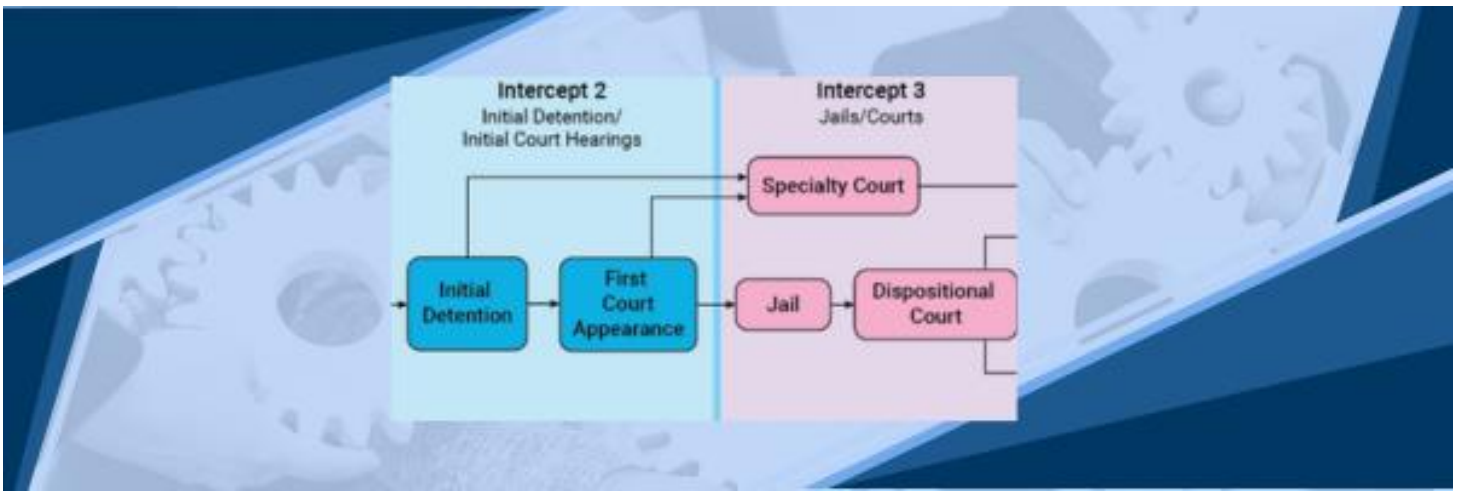 Intercept 2
Initial Detention/
Initial Court Hearings
Intercept 3
Jails/Courts
Specialty Court
Initial
Detention
First
Court
Appearance
Jail
Dispositional
Court